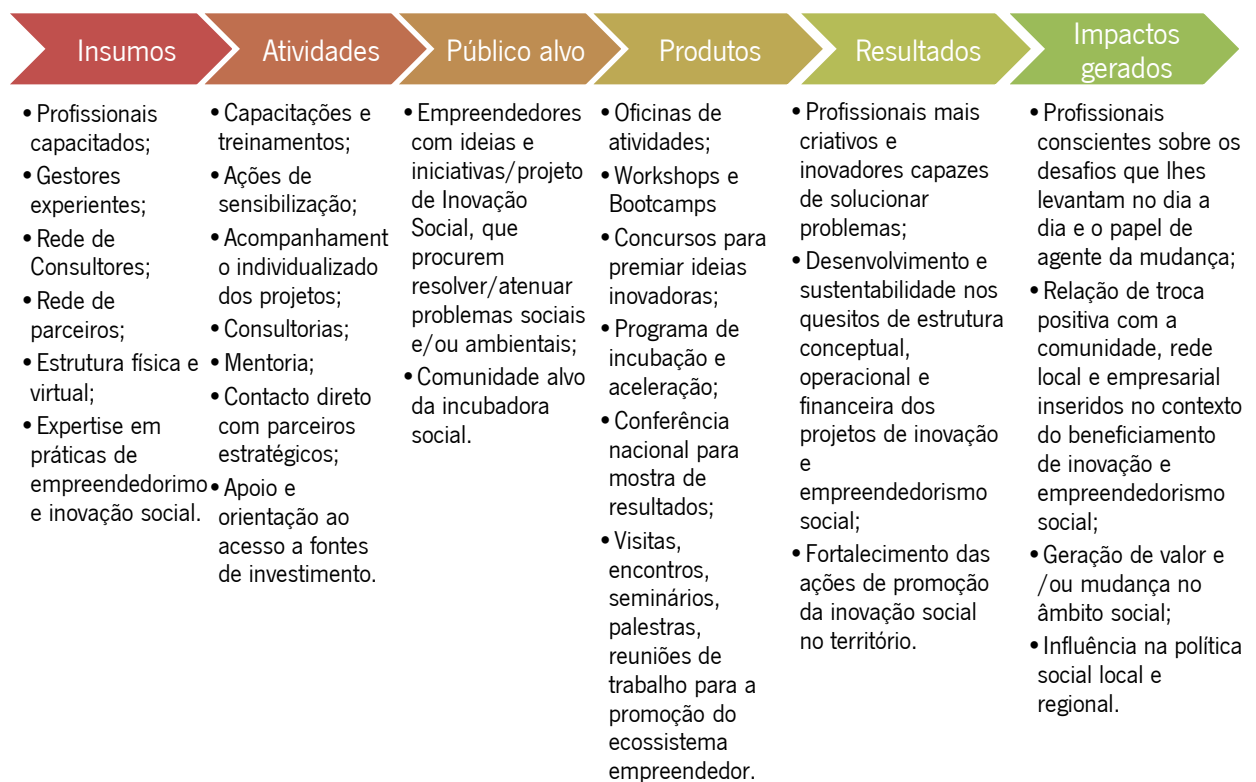 Insumos
• Profissionais
capacitados;
• Gestores
experientes;
• Rede de
Consultores;
• Rede de
parceiros;
• Estrutura física e
virtual;
• Expertise em
práticas de
empreendedorimo
e inovação social.
Atividades
• Capacitações e
treinamentos;
• Ações de
sensibilização;
• Acompanhament
o individualizado
dos projetos;
• Consultorias;
• Mentoria;
• Contacto direto
com parceiros
estratégicos;
• Apoio e
orientação ao
acesso a fontes
de investimento.
Público alvo
• Empreendedores
com ideias e
iniciativas/projeto
de Inovação
Social, que
procurem
resolver/atenuar
problemas sociais
e/ou ambientais;
• Comunidade alvo
da incubadora
social.
Produtos
• Oficinas de
atividades;
• Workshops e
Bootcamps
• Concursos para
premiar ideias
inovadoras;
• Programa de
incubação e
aceleração;
• Conferência
nacional para
mostra de
resultados;
• Visitas,
encontros,
seminários,
palestras,
reuniões de
trabalho para a
promoção do
ecossistema
empreendedor.
Resultados
• Profissionais mais
criativos e
inovadores capazes
de solucionar
problemas;
• Desenvolvimento e
sustentabilidade nos
quesitos de estrutura
conceptual,
operacional e
financeira dos
projetos de inovação
e
empreendedorismo
social;
• Fortalecimento das
ações de promoção
da inovação social
no território.
Impactos
gerados
• Profissionais
conscientes sobre os
desafios que lhes
levantam no dia a
dia e o papel de
agente da mudança;
• Relação de troca
positiva com a
comunidade, rede
local e empresarial
inseridos no contexto
do beneficiamento
de inovação e
empreendedorismo
social;
• Geração de valor e
/ou mudança no
âmbito social;
• Influência na política
social local e
regional.